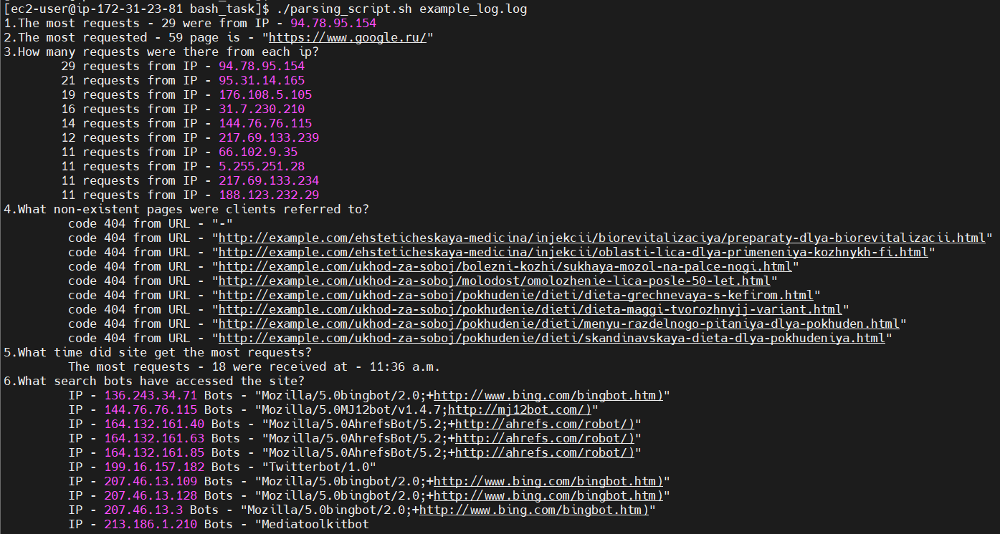 [ec2-user@ip-172-31-23-81 bash_task]$ ./parsing_script.sh example_log.log
1.The most requests - 29 were from IP - 94.78.95.154
2.The most requested - 59 page is - "https://www.google.ru/"
3.How many requests were there from each ip?
29 requests from IP - 94.78.95.154
21 requests from IP - 95.31.14.165
19 requests from IP - 176.108.5.105
16 requests from IP - 31.7.230.210
14 requests from IP - 144.76.76.115
12 requests from IP - 217.69.133.239
11 requests from IP - 66.102.9.35
11 requests from IP - 5.255.251.28
11 requests from IP - 217.69.133.234
11 requests from IP - 188.123.232.29
4.What non-existent pages were clients referred to?
code 404 from URL - "-"
code 404 from URL - "http://example.com/ehsteticheskaya-medicina/injekcii/biorevitalizaciya/preparaty-dlya-biorevitalizacii.html"
code 404 from URL - "http://example.com/ehsteticheskaya-medicina/injekcii/oblasti-lica-dlya-primeneniya-kozhnykh-fi.html"
code 404 from URL - "http://example.com/ukhod-za-soboj/bolezni-kozhi/sukhaya-mozol-na-palce-nogi.html"
code 404 from URL - "http://example.com/ukhod-za-soboj/molodost/omolozhenie-lica-posle-50-let.html"
code 404 from URL - "http://example.com/ukhod-za-soboj/pokhudenie/dieti/dieta-grechnevaya-s-kefirom.html"
code 404 from URL - "http://example.com/ukhod-za-soboj/pokhudenie/dieti/dieta-maggi-tvorozhnyjj-variant.html"
code 404 from URL - "http://example.com/ukhod-za-soboj/pokhudenie/dieti/menyu-razdelnogo-pitaniya-dlya-pokhuden.html"
code 404 from URL - "http://example.com/ukhod-za-soboj/pokhudenie/dieti/skandinavskaya-dieta-dlya-pokhudeniya.html"
5.What time did site get the most requests?
The most requests - 18 were received at - 11:36 a.m.
6.What search bots have accessed the site?
IP - 136.243.34.71 Bots - "Mozilla/5.0bingbot/2.0;+http://www.bing.com/bingbot.htm)"
IP - 144.76.76.115 Bots - "Mozilla/5.0MJ12bot/v1.4.7;http://mj12bot.com/)"
IP - 164.132.161.40 Bots - "Mozilla/5.0AhrefsBot/5.2;+http://ahrefs.com/robot/)"
IP - 164.132.161.63 Bots - "Mozilla/5.0AhrefsBot/5.2;+http://ahrefs.com/robot/)"
IP - 164.132.161.85 Bots - "Mozilla/5.0AhrefsBot/5.2;+http://ahrefs.com/robot/)"
IP - 199.16.157.182 Bots - "Twitterbot/1.0"
IP - 207.46.13.109 Bots - "Mozilla/5.0bingbot/2.0;+http://www.bing.com/bingbot.htm)"
IP - 207.46.13.128 Bots - "Mozilla/5.0bingbot/2.0;+http://www.bing.com/bingbot.htm)"
IP - 207.46.13.3 Bots - "Mozilla/5.0bingbot/2.0;+http://www.bing.com/bingbot.htm)"
IP - 213.186.1.210 Bots - "Mediatoolkitbot